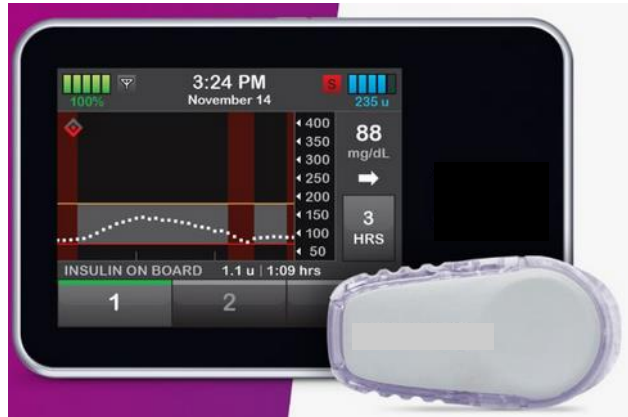 3:24 PM
S
100%
November 14
235 u
400
350
300
250
200
150
100
50
88
mg/dL
3
HRS
INSULIN ON BOARD 1.1 u | 1:09 hrs
1
2